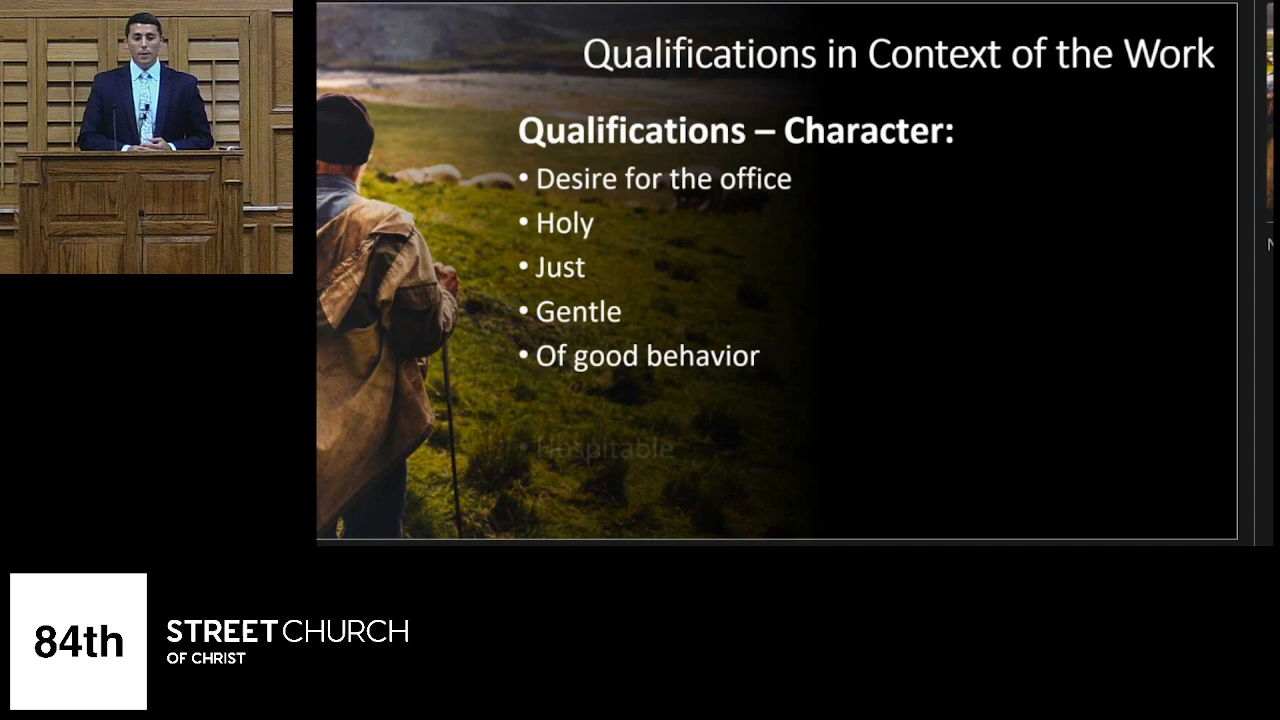 Qualifications in Context of the Work
Qualifications – Character:
• Desire for the office
• Holy
• Just
• Gentle
• Of good behavior
• Hospitable
84th
STREET CHURCH
OF CHRIST